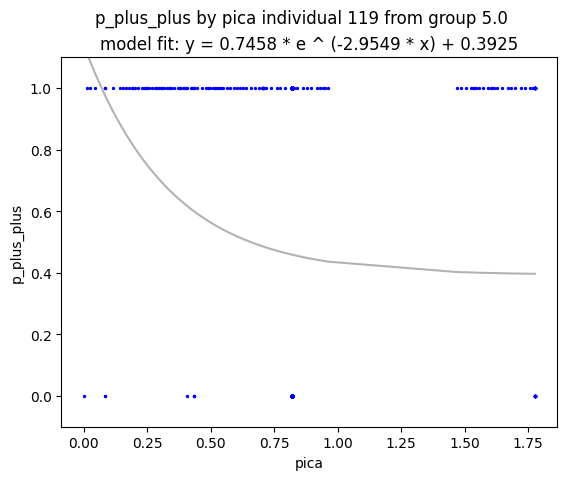 p_plus_plus by pica individual 119 from group 5.0
model fit: y = 0.7458 * e ^ (-2.9549 * x) + 0.3925
1.0
0.8
0.6
0.4
0.2
0.0
p_plus_plus
0.00 0.25 0.50 0.75 1.00 1.25 1.50 1.75
pica